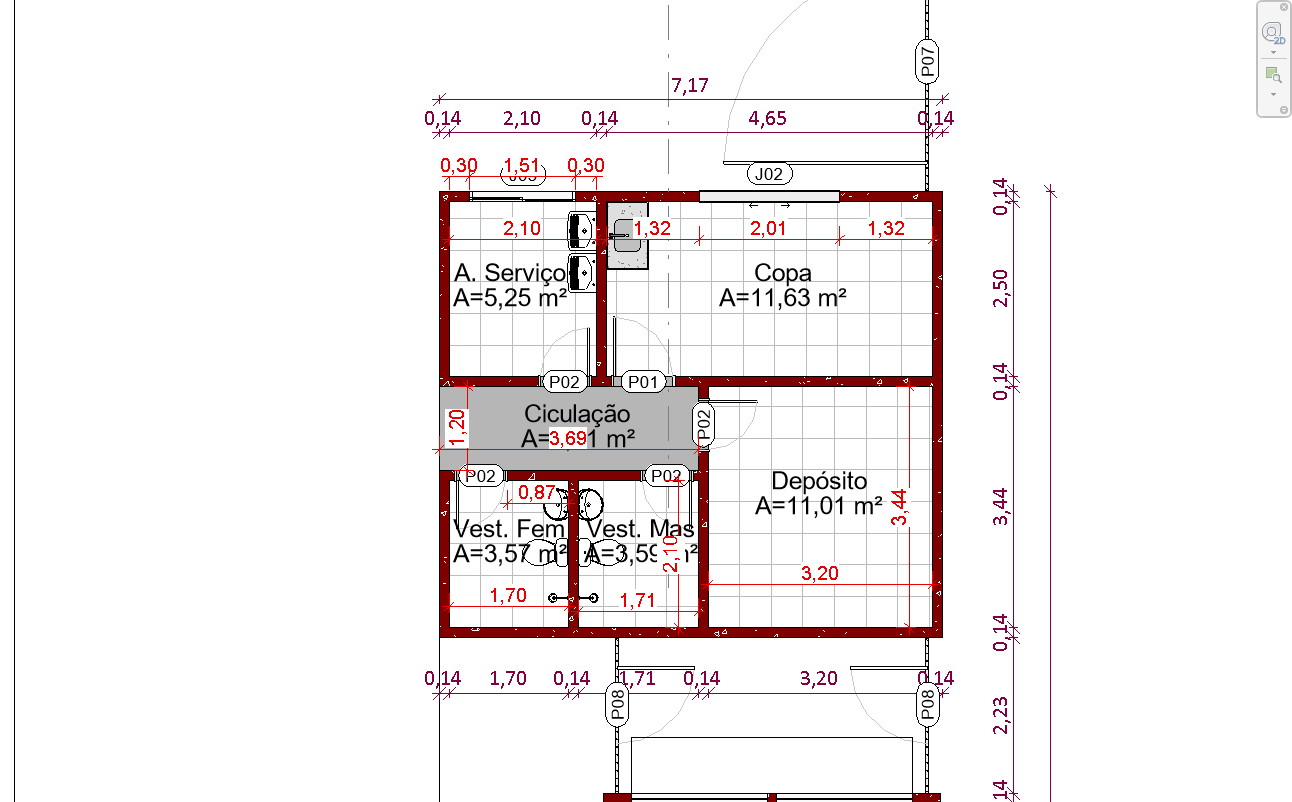 P07
7,17
0,14 2,10 0,14 4,65 0,14
0,30 1,51 0,30
J02
0,14
2,10 1,32 2,01 1,32
A. Serviço
A=5,25 m²
Copa
A=11,63 m²
2,50
P02 P01
0,14
1,20
Ciculação
A=3,691 m²
P02
P02 P02
Depósito
A=11,01 m²
3,44
3,44
0,87
Vest. Fem
A=3,57 m²
Vest. Mas
A=3,59 m²
2,10
3,20
1,70 1,71
0,14
0,14 1,70 0,14 1,71 0,14 3,20 0,14
P08 P08
2,23
14
2D